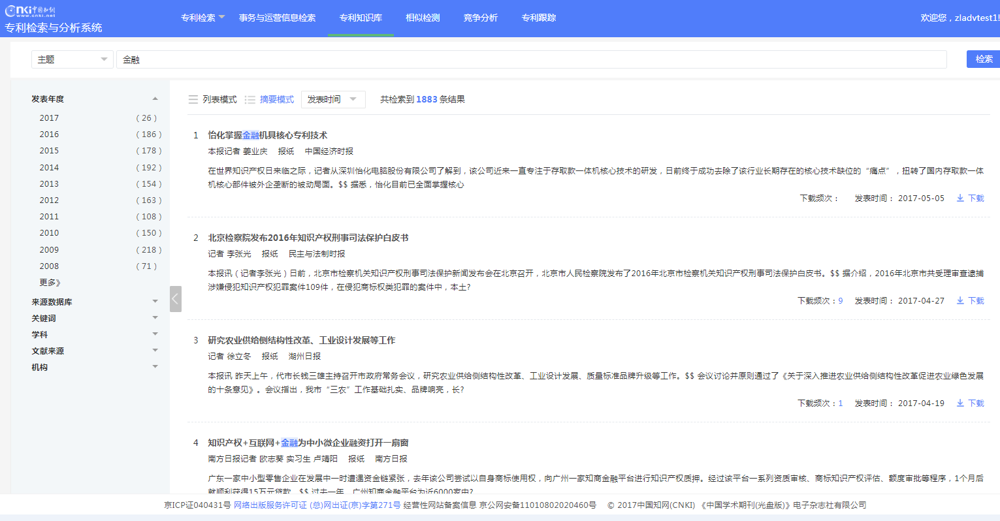 Cnki中国知网
www.cnki.net
专利检索与分析系统
专利检索
事务与运营信息检索
专利知识库
相似检测
竞争分析
专利跟踪
欢迎您，zladvtest1!
主题
金融
检索
发表年度
2017 ( 26 )
2016 ( 186 )
2015 ( 178 )
2014 ( 192 )
2013 ( 154 )
2012 ( 163 )
2011 ( 108 )
2010 ( 150 )
2009 ( 218 )
2008 ( 71 )
更多》
来源数据库
关键词
学科
文献来源
机构
列表模式 摘要模式 发表时间 共检索到 1883 条结果
1 怡化掌握金融机具核心专利技术
本报记者 姜业庆 报纸 中国经济时报
在世界知识产权日来临之际，记者从深圳怡化电脑股份有限公司了解到，该公司近来一直专注于存取款一体机核心技术的研发，日前终于成功去除了该行业长期存在的核心技术缺位的“痛点”，扭转了国内存取款一体
机核心部件被外企垄断的被动局面。$$ 据悉，怡化目前已全面掌握核心
下载频次： 发表时间： 2017-05-05 下载
2 北京检察院发布2016年知识产权刑事司法保护白皮书
记者 李张光 报纸 民主与法制时报
本报讯（记者李张光）日前，北京市检察机关知识产权刑事司法保护新闻发布会在北京召开，北京市人民检察院发布了2016年北京市检察机关知识产权刑事司法保护白皮书。$$ 据介绍，2016年北京市共受理审查逮捕
涉嫌侵犯知识产权犯罪案件109件，在侵犯商标权类犯罪的案件中，本土?
下载频次：9 发表时间： 2017-04-27 下载
3 研究农业供给侧结构性改革、工业设计发展等工作
记者 徐立冬 报纸 湖州日报
本报讯 昨天上午，代市长钱三雄主持召开市政府常务会议，研究农业供给侧结构性改革、工业设计发展、质量标准品牌升级等工作。$$ 会议讨论并原则通过了《关于深入推进农业供给侧结构性改革促进农业绿色发展
的十条意见》。会议指出，我市“三农”工作基础扎实、品牌响亮，长?
下载频次：1 发表时间： 2017-04-19 下载
4 知识产权+互联网+金融为中小微企业融资打开一扇窗
南方日报记者 欧志葵 实习生 卢靖阳 报纸 南方日报
广东一家中小型零售企业在发展中一时遭遇资金链紧张，去年该公司尝试以自身商标使用权，向广州一家知商金融平台进行知识产权质押。经过该平台一系列资质审核、商标知识产权评估、额度审批等程序，1个月后
就顺利获得15万元贷款。$$ 过去一年，广州知商金融平台为近6000家中?
京ICP证040431号 网络出版服务许可证 (总)网出证(京)字第271号 经营性网站备案信息 京公网安备11010802020460号 © 2017中国知网(CNKI) 《中国学术期刊(光盘版)》电子杂志社有限公司